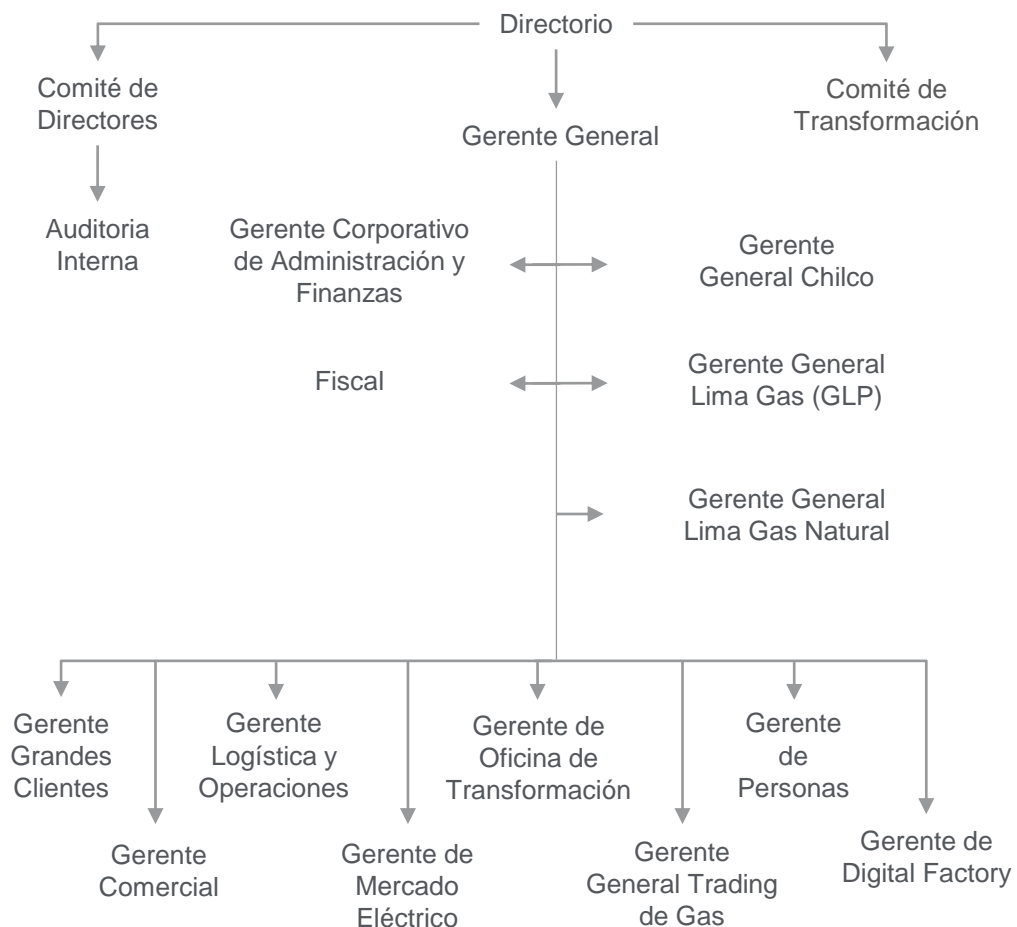 Directorio
Comité de
Directores
Gerente General
Comité de
Transformación
Auditoria
Interna
Gerente Corporativo
de Administración y
Finanzas
Gerente
General Chilco
Fiscal
Gerente General
Lima Gas (GLP)
Gerente General
Lima Gas Natural
Gerente
Grandes
Clientes
Gerente
Comercial
Gerente
Logística y
Operaciones
Gerente de
Mercado
Eléctrico
Gerente de
Oficina de
Transformación
Gerente
General Trading
de Gas
Gerente
de
Personas
Gerente de
Digital Factory